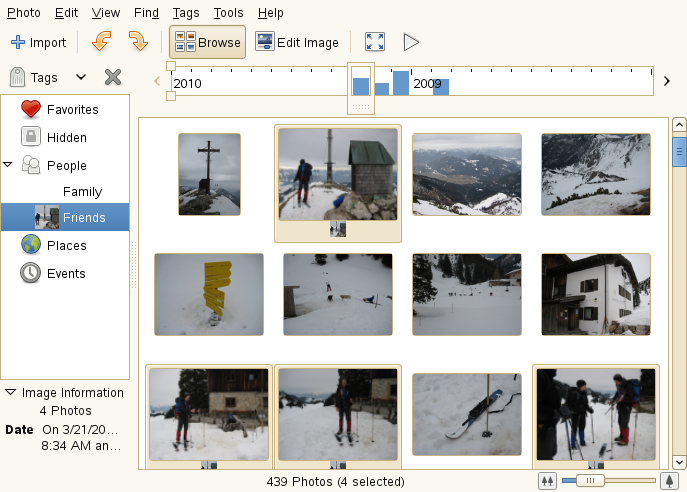 Photo Edit View Find Tags Tools Help
Import Browse Edit Image
Tags
2010 2009
Favorites
Hidden
People
Family
Friends
Places
Events
Image Information
4 Photos
Date On 3/21/20...
8:34 AM an...
439 Photos (4 selected)